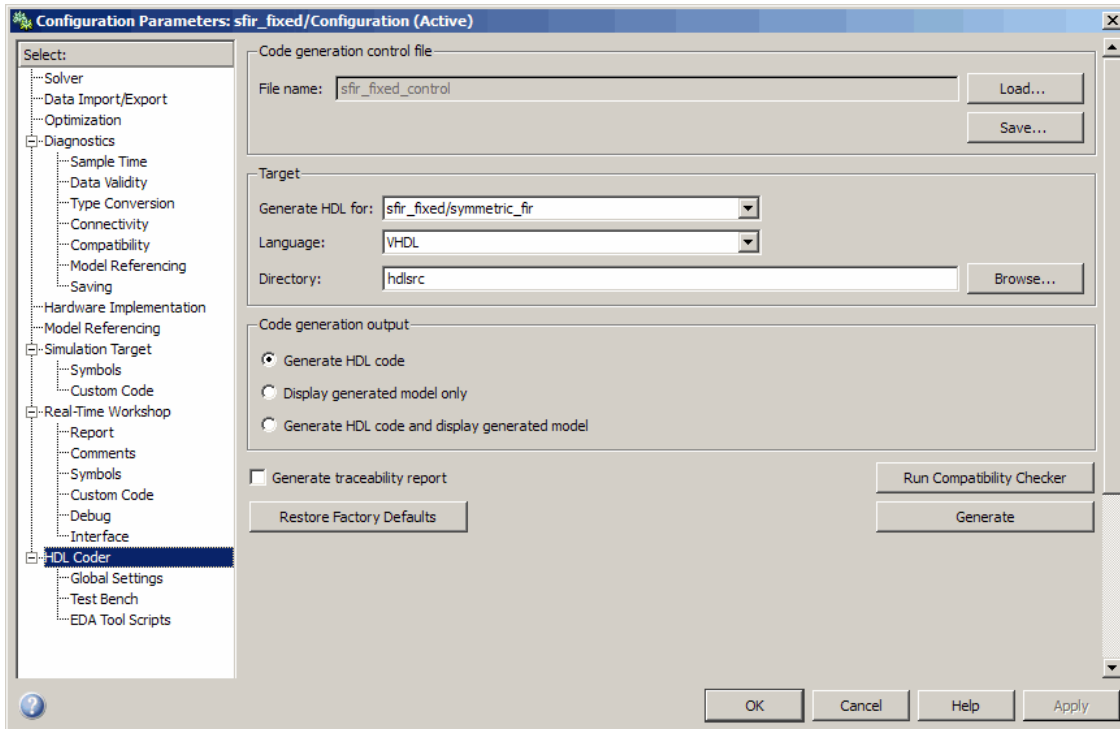 Configuration Parameters: sfir_fixed/Configuration (Active)
Select:
Solver
Data Import/Export
Optimization
Diagnostics
Sample Time
Data Validity
Type Conversion
Connectivity
Compatibility
Model Referencing
Saving
Hardware Implementation
Model Referencing
Simulation Target
Symbols
Custom Code
Real-Time Workshop
Report
Comments
Symbols
Custom Code
Debug
Interface
HDL Coder
Global Settings
Test Bench
EDA Tool Scripts
Code generation control file
File name: sfir_fixed_control Load...
Save...
Target
Generate HDL for: sfir_fixed/symmetric_fir
Language: VHDL
Directory: hdlsrc Browse...
Code generation output
Generate HDL code
Display generated model only
Generate HDL code and display generated model
Generate traceability report Run Compatibility Checker
Restore Factory Defaults Generate
OK Cancel Help Apply